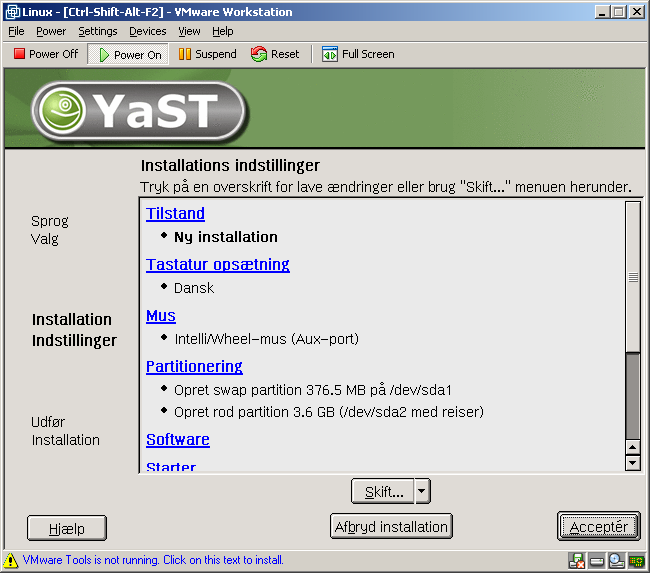 Linux - [Ctrl-Shift-Alt-F2] - VMware Workstation
File Power Settings Devices View Help
Power Off Power On Suspend Reset Full Screen
YaST
Installations indstillinger
Tryk på en overskrift for lave ændringer eller brug "Skift..." menuen herunder.
Sprog
Valg
Installation
Indstillinger
Udfør
Installation
Tilstand
Ny installation
Tastatur opsætning
Dansk
Mus
Intelli/Wheel-mus (Aux-port)
Partitionering
Opret swap partition 376.5 MB på /dev/sda1
Opret rod partition 3.6 GB (/dev/sda2 med reiser)
Software
Starter
Skift...
Hjælp
Afbryd installation
Acceptér
VMware Tools is not running. Click on this text to install.